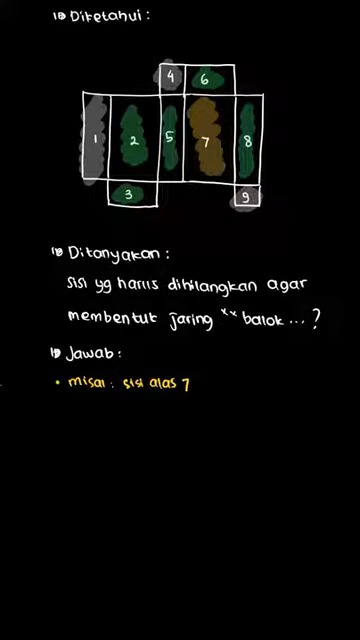 Diketahui :
4 6
1 2 5 7 8
3 9
Ditanyakan :
sisi yg harus dihilangkan agar
membentuk jaring ×× balok ... ?
Jawab :
• misal : sisi alas 7